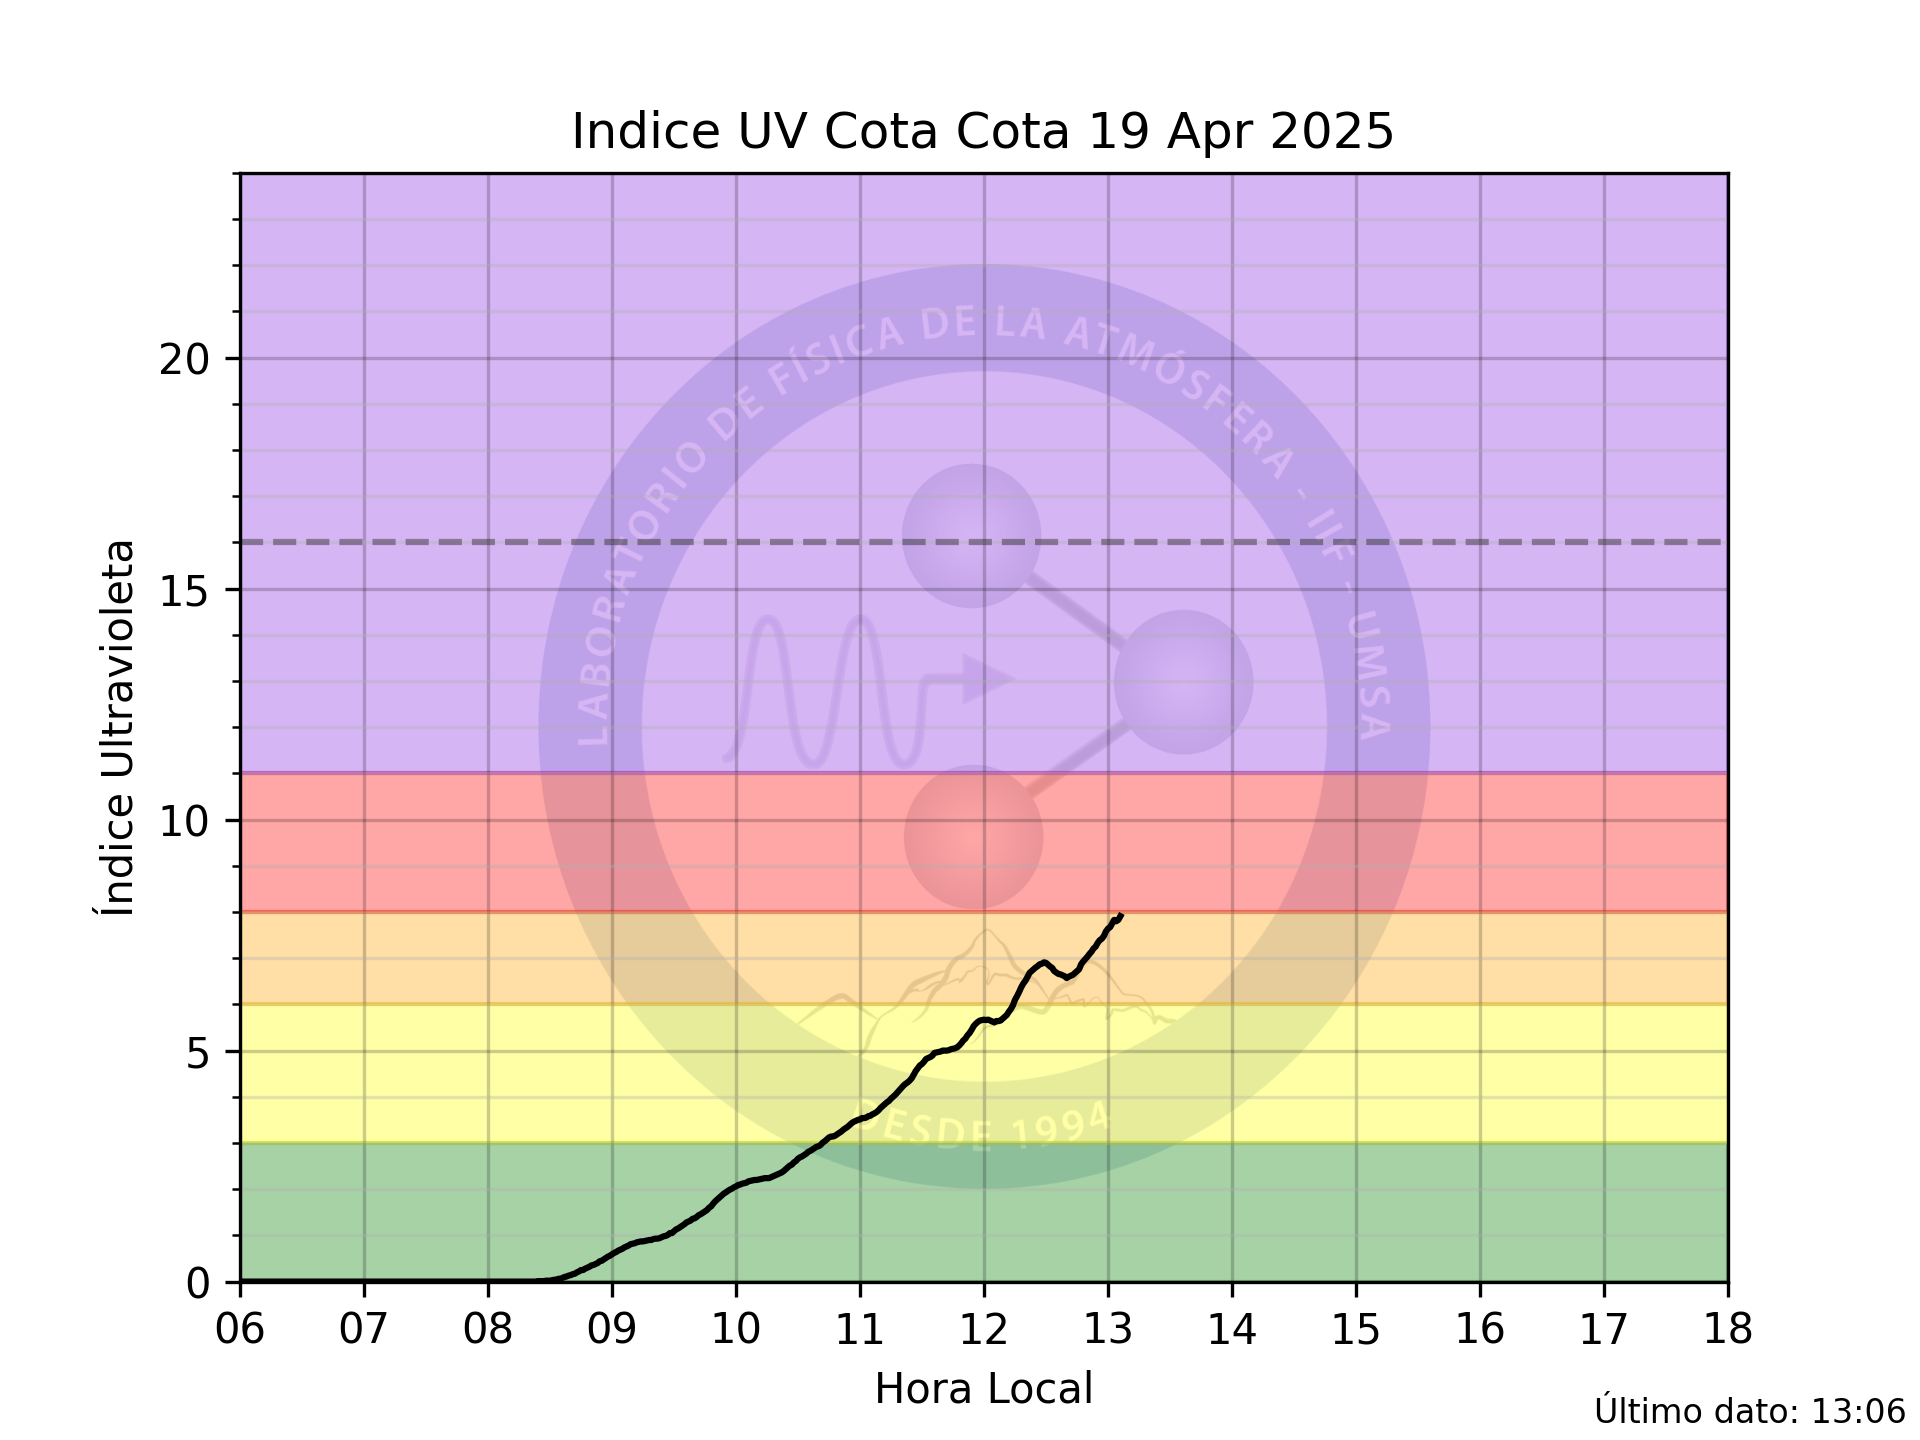 Indice UV Cota Cota 19 Apr 2025
Índice Ultravioleta
20
15
10
5
0
LABORATORIO DE FÍSICA DE LA ATMÓSFERA - IIF - UMSA
DESDE 1994
06 07 08 09 10 11 12 13 14 15 16 17 18
Hora Local
Último dato: 13:06